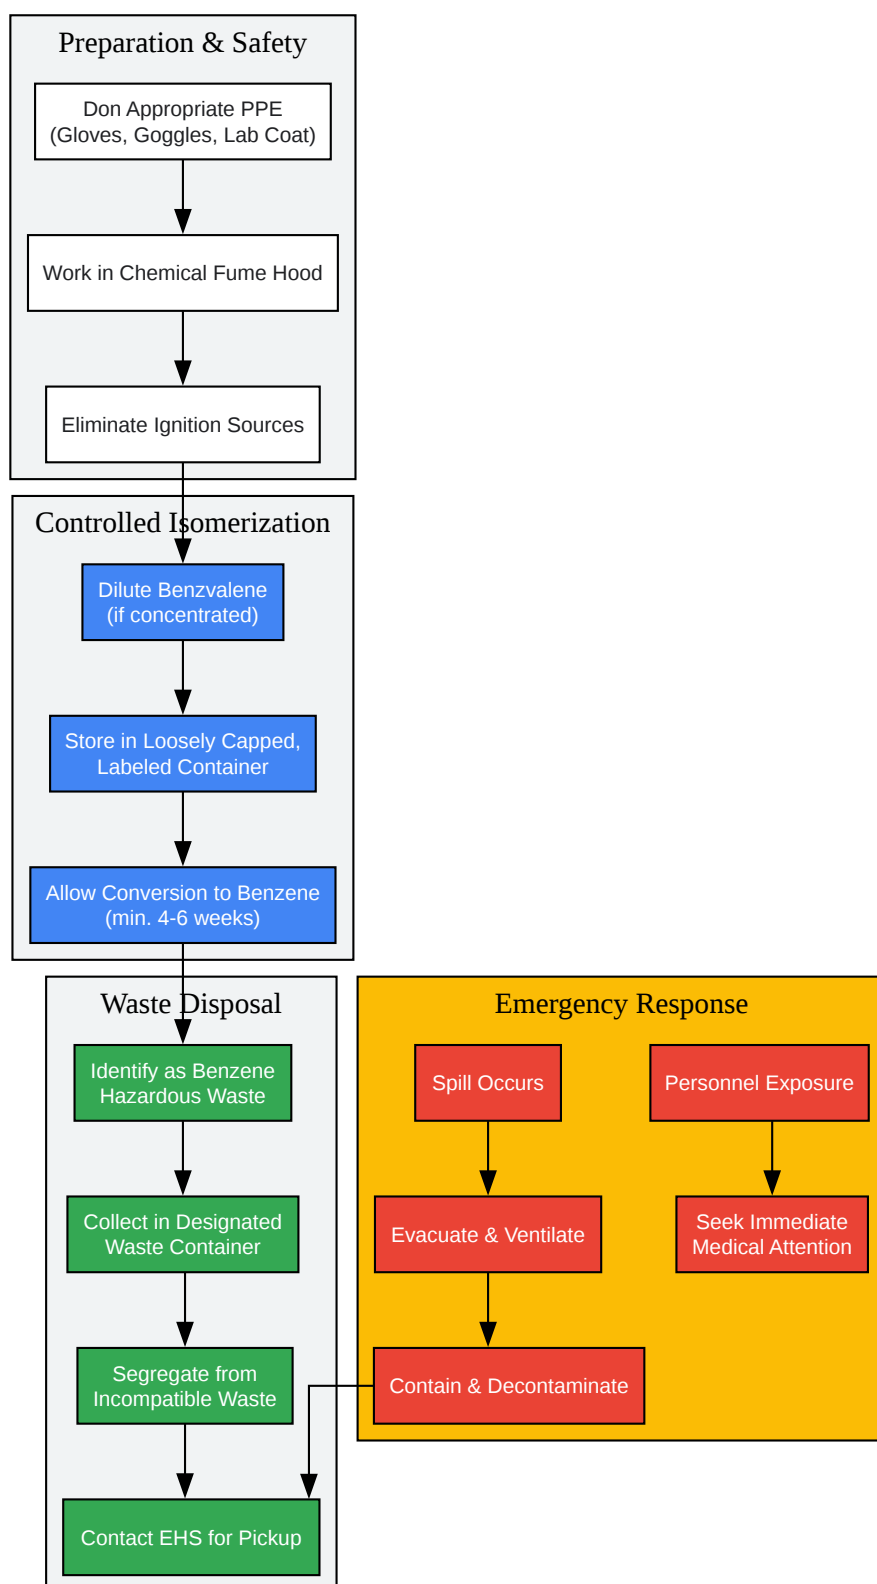 Preparation & Safety
Don Appropriate PPE
(Gloves, Goggles, Lab Coat)
Work in Chemical Fume Hood
Eliminate Ignition Sources
Controlled Isomerization
Dilute Benzvalene
(if concentrated)
Store in Loosely Capped,
Labeled Container
Allow Conversion to Benzene
(min. 4-6 weeks)
Waste Disposal
Identify as Benzene
Hazardous Waste
Collect in Designated
Waste Container
Segregate from
Incompatible Waste
Contact EHS for Pickup
Emergency Response
Spill Occurs
Evacuate & Ventilate
Contain & Decontaminate
Personnel Exposure
Seek Immediate
Medical Attention